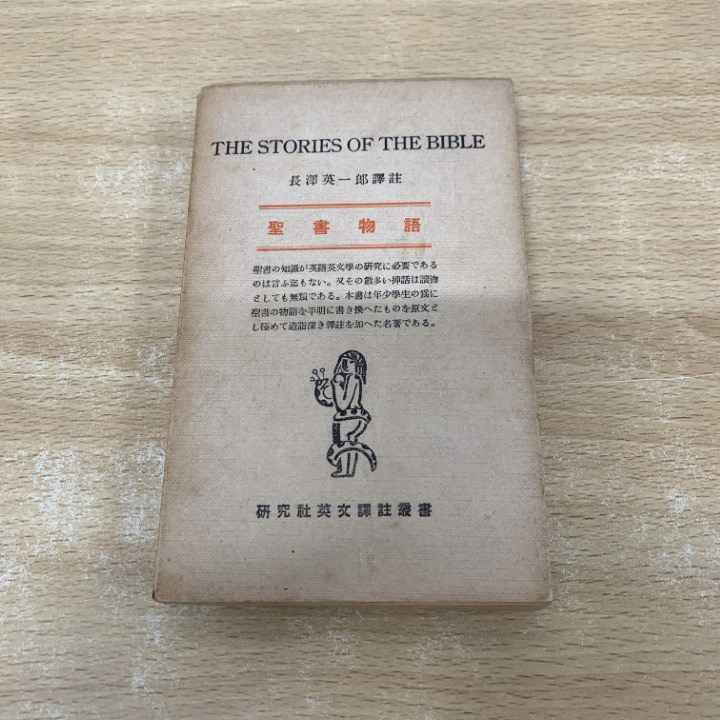 THE STORIES OF THE BIBLE
長澤英一郎譯註
聖書物語
聖書の知識が英語英文學の研究に必要である
のは言ふ迄もない。又その數多い挿話は讀物
としても無類である。本書は年少學生の爲に
聖書の物語を平明に書き換へたものを原文と
し極めて造詣深き譯註を加へた名著である。
研究社英文譯註叢書